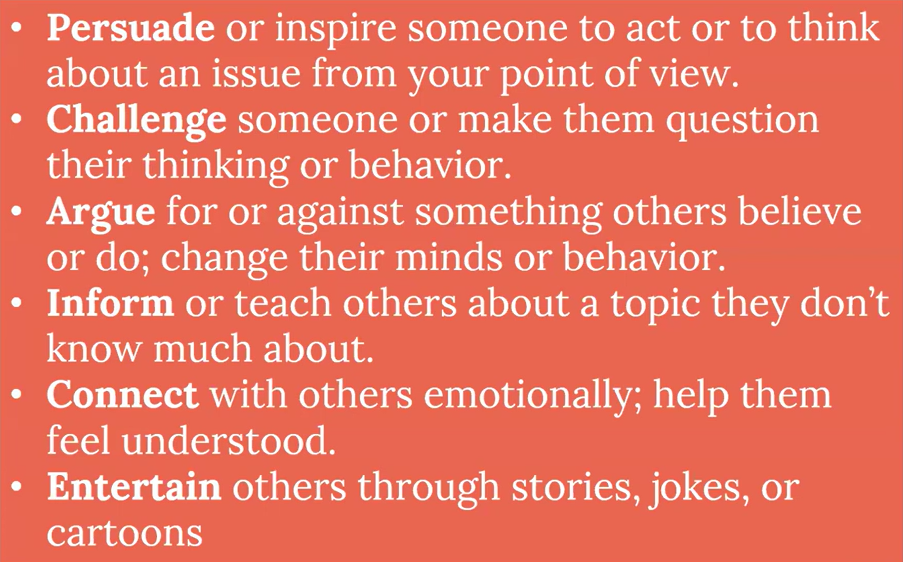 • Persuade or inspire someone to act or to think
about an issue from your point of view.
• Challenge someone or make them question
their thinking or behavior.
• Argue for or against something others believe
or do; change their minds or behavior.
• Inform or teach others about a topic they don’t
know much about.
• Connect with others emotionally; help them
feel understood.
• Entertain others through stories, jokes, or
cartoons